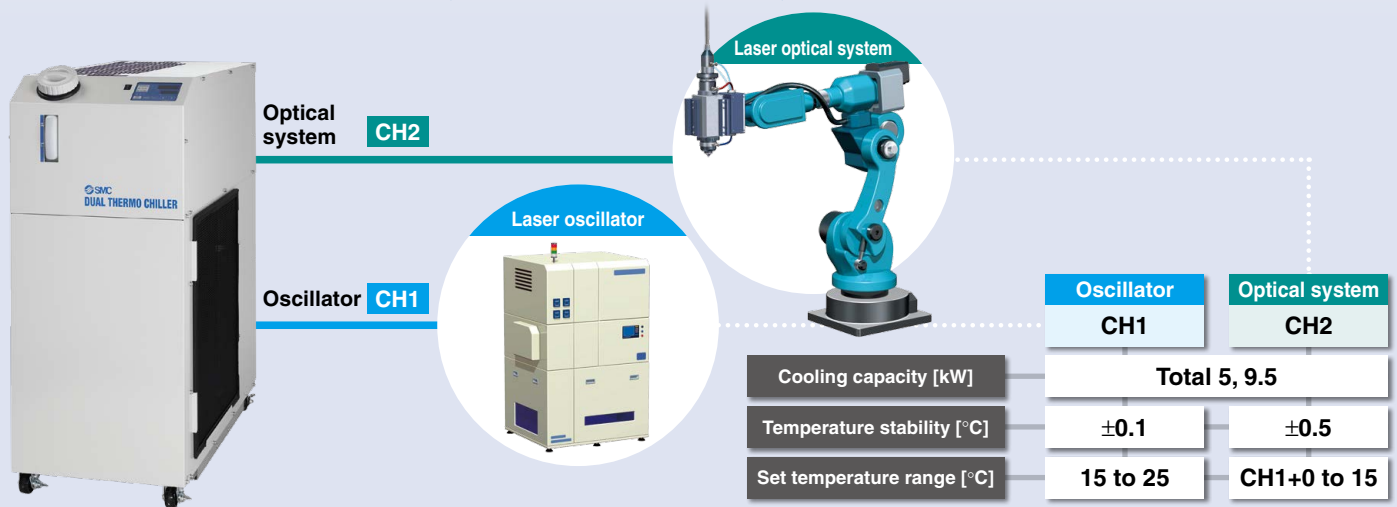 Laser optical system
Optical
system
CH2
SMC
DUAL THERMO CHILLER
Laser oscillator
Oscillator
CH1
Oscillator
Optical system
CH1
CH2
Cooling capacity [kW]
Total 5, 9.5
Temperature stability [°C]
±0.1
±0.5
Set temperature range [°C]
15 to 25
CH1+0 to 15